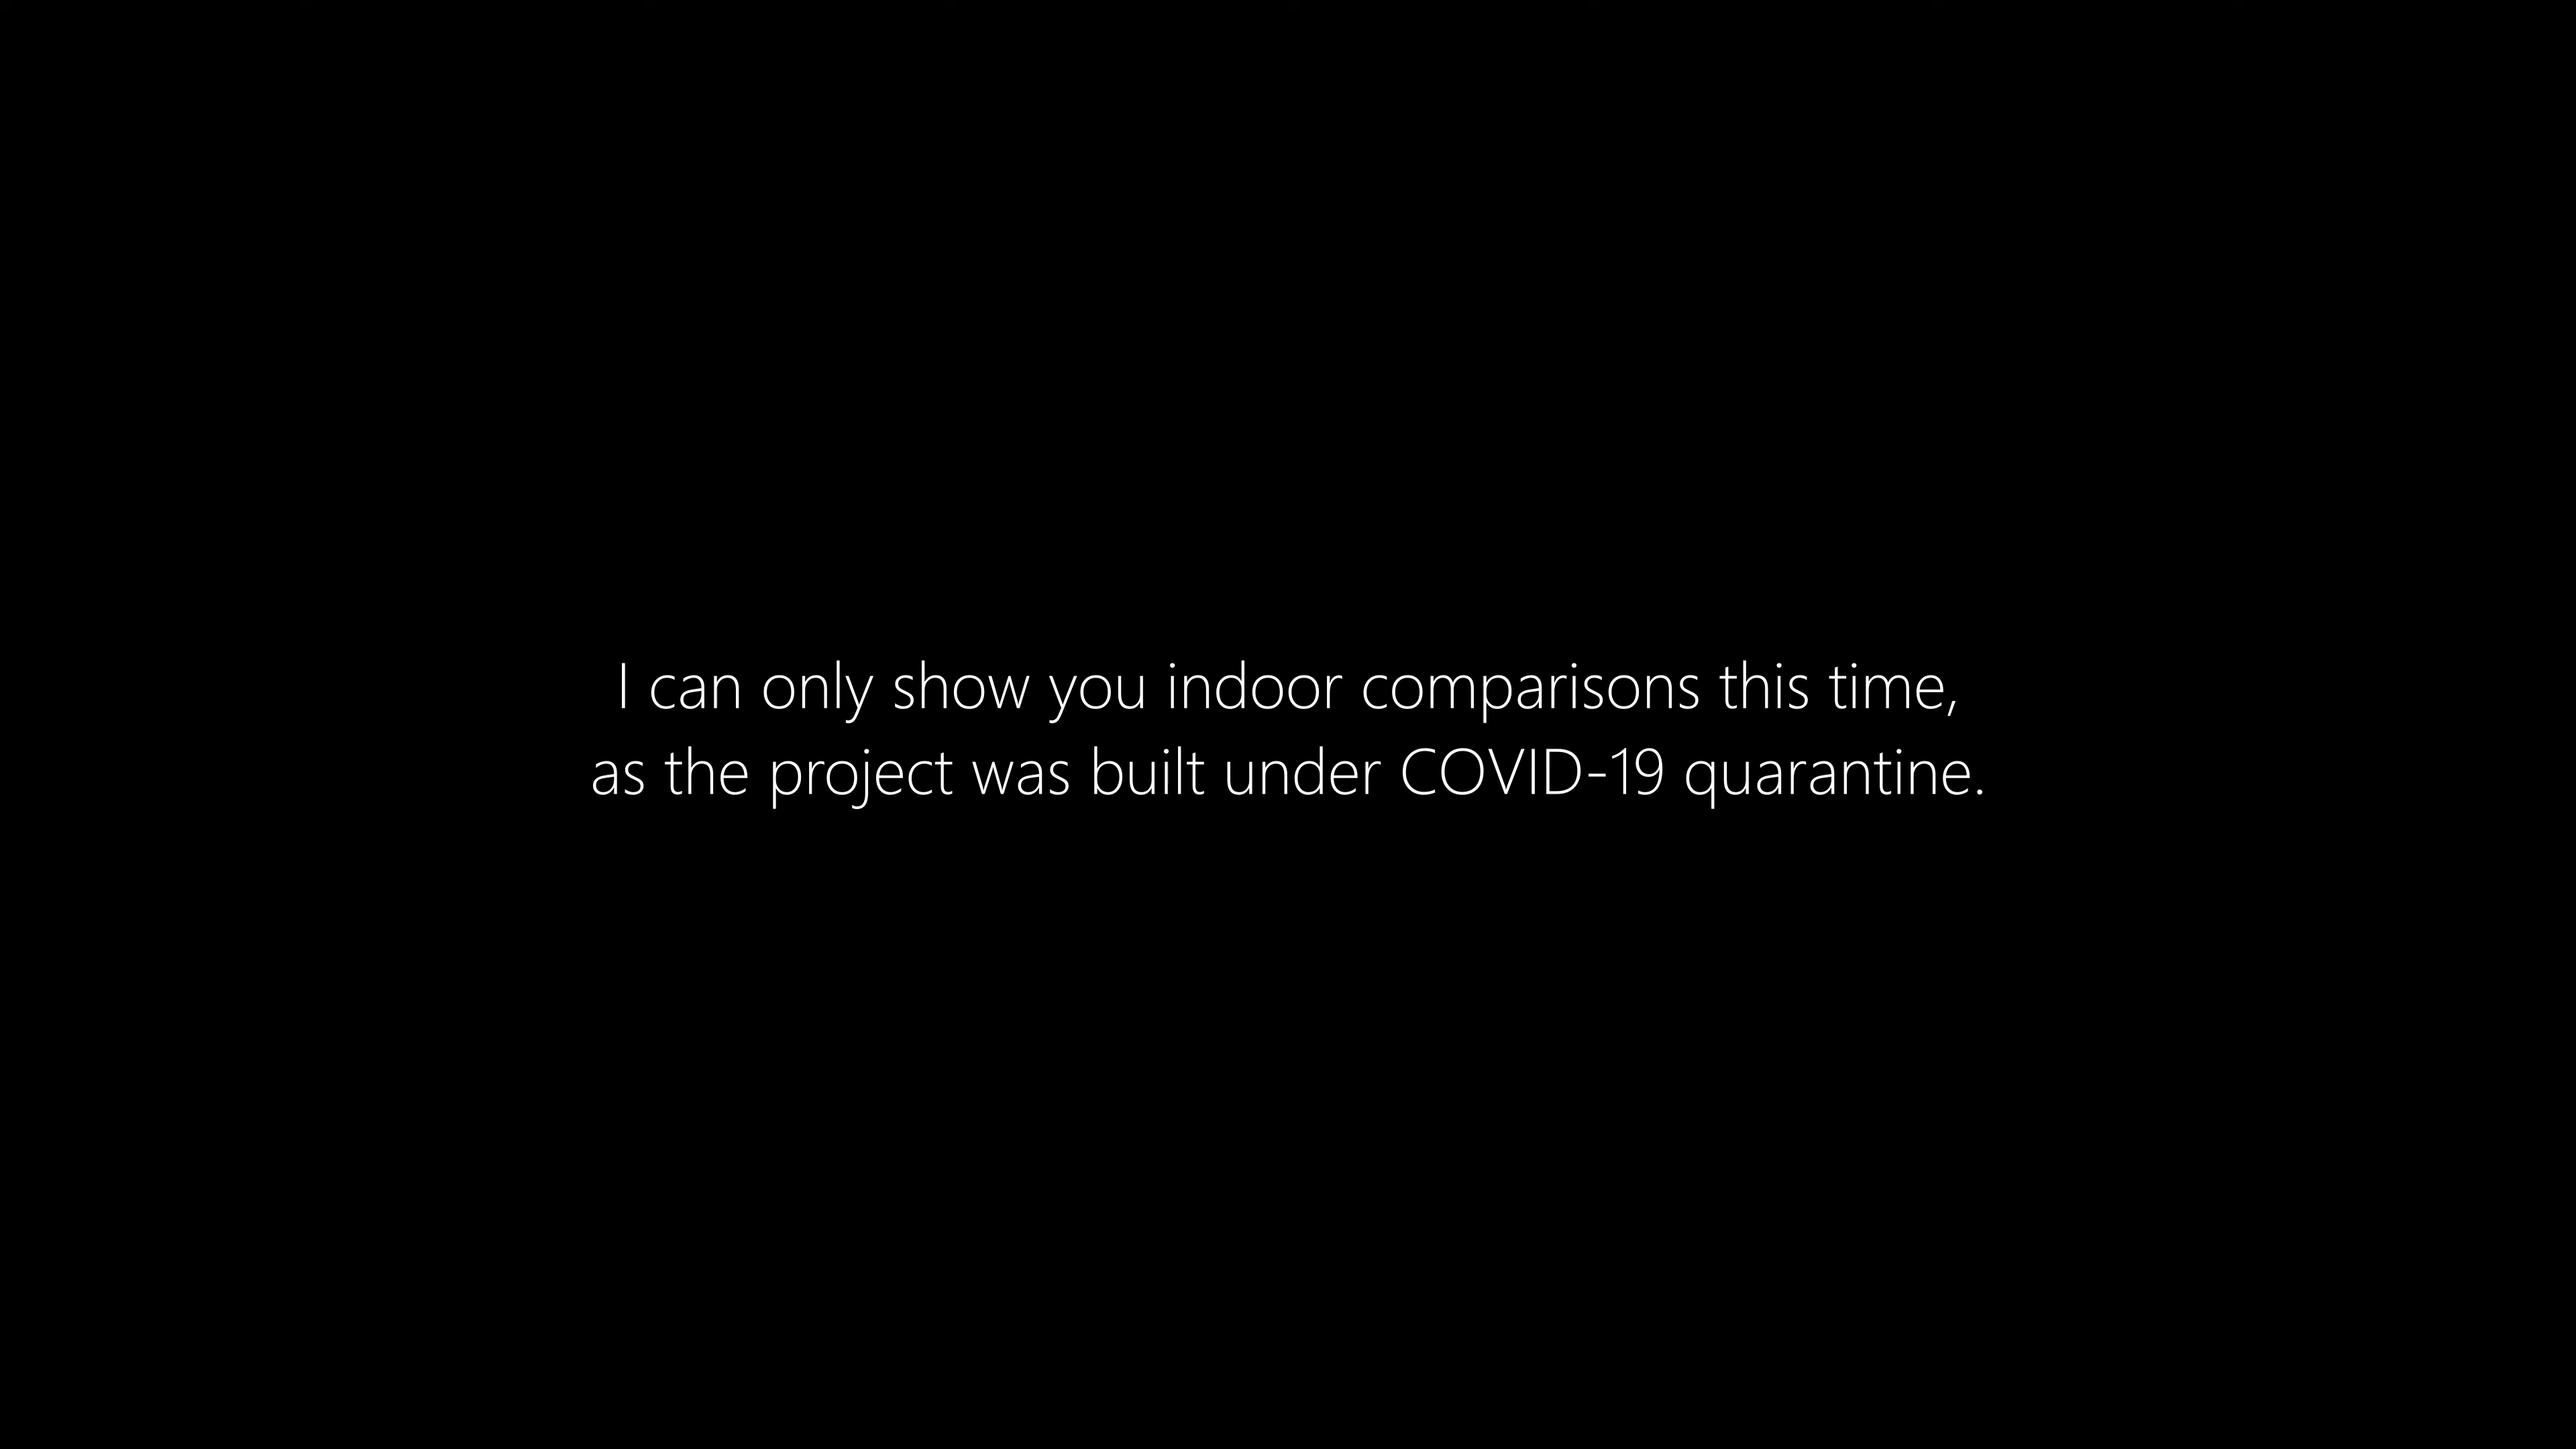 I can only show you indoor comparisons this time,
as the project was built under COVID-19 quarantine.